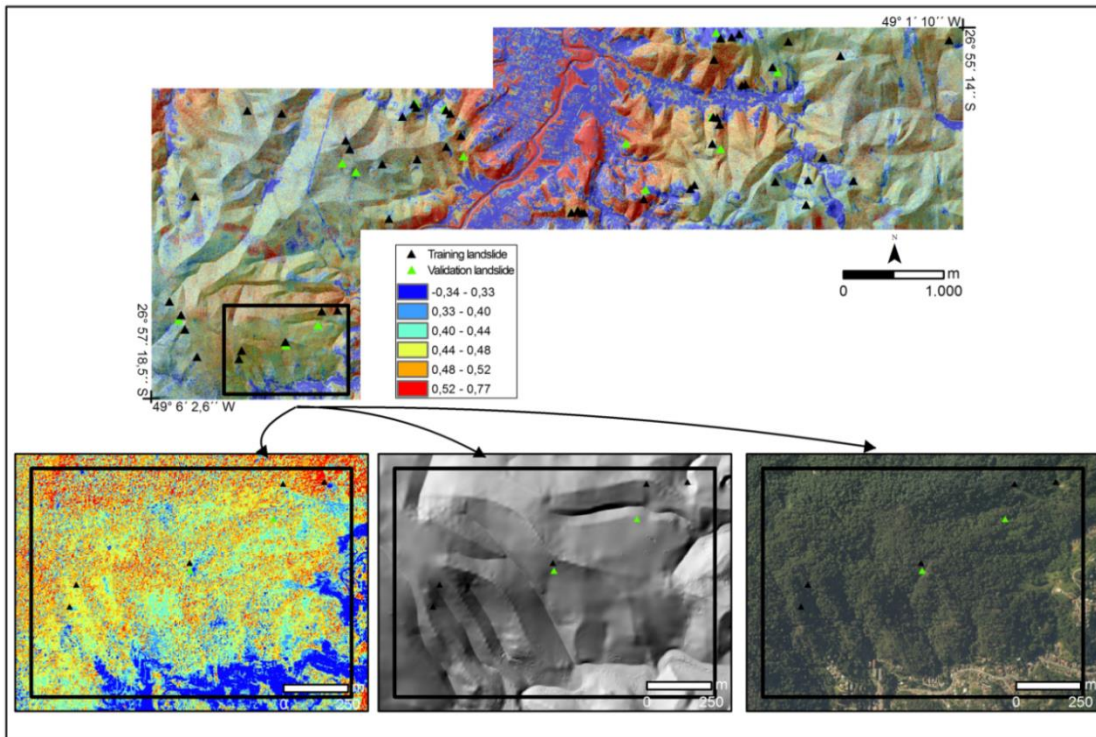 49° 1´ 10´´ W
26° 55´ 14´´ S
N
m
0 1.000
Training landslide
Validation landslide
-0,34 - 0,33
0,33 - 0,40
0,40 - 0,44
0,44 - 0,48
0,48 - 0,52
0,52 - 0,77
26° 57´ 18,5´´ S
49° 6´ 2,6´´ W
m
0 250
m
0 250
m
0 250